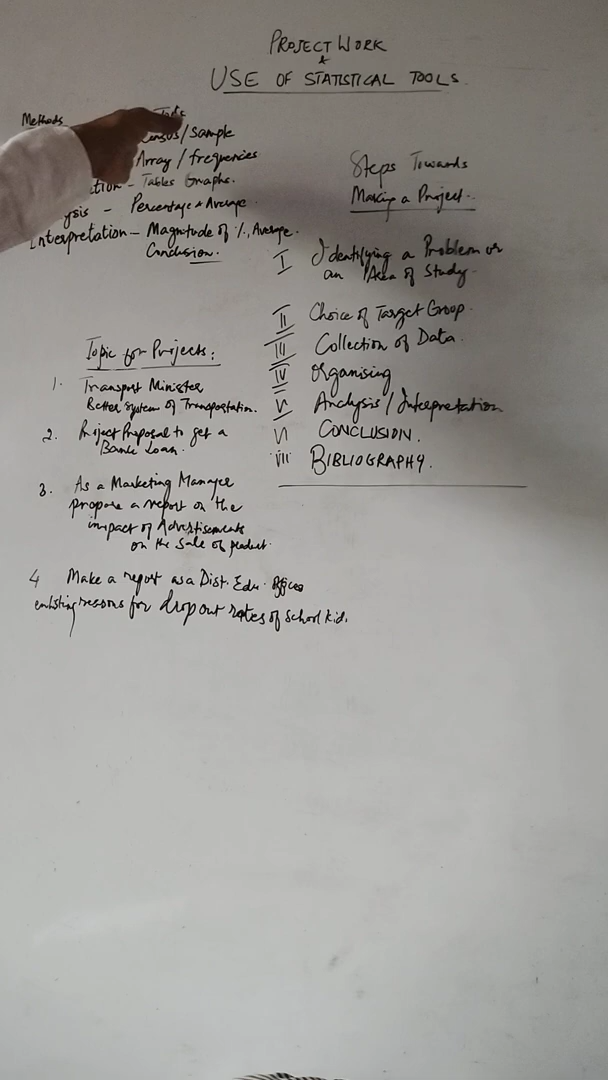 PROJECT WORK
&
USE OF STATISTICAL TOOLS
Methods
Tools
Census/Sample
Array / frequencies
ation - Tables Graphs.
ysis - Percentage & Average
Interpretation - Magnitude of %, Average.
Conclusion.
Topic for Projects:
1. Transport Minister
Better System of Transportation.
2. Project Proposal to get a
Bank Loan.
3. As a Marketing Manager
propose a report on the
impact of Advertisements
on the Sale of product.
4 Make a report as a Dist. Edu. Officer
enlisting reasons for drop out rates of School Kid.
Steps Towards
Making a Project.
I Identifying a Problem or
an Area of Study.
II Choice of Target Group.
III Collection of Data.
IV Organising
V Analysis / Interpretation
VI CONCLUSION.
VII BIBLIOGRAPHY.